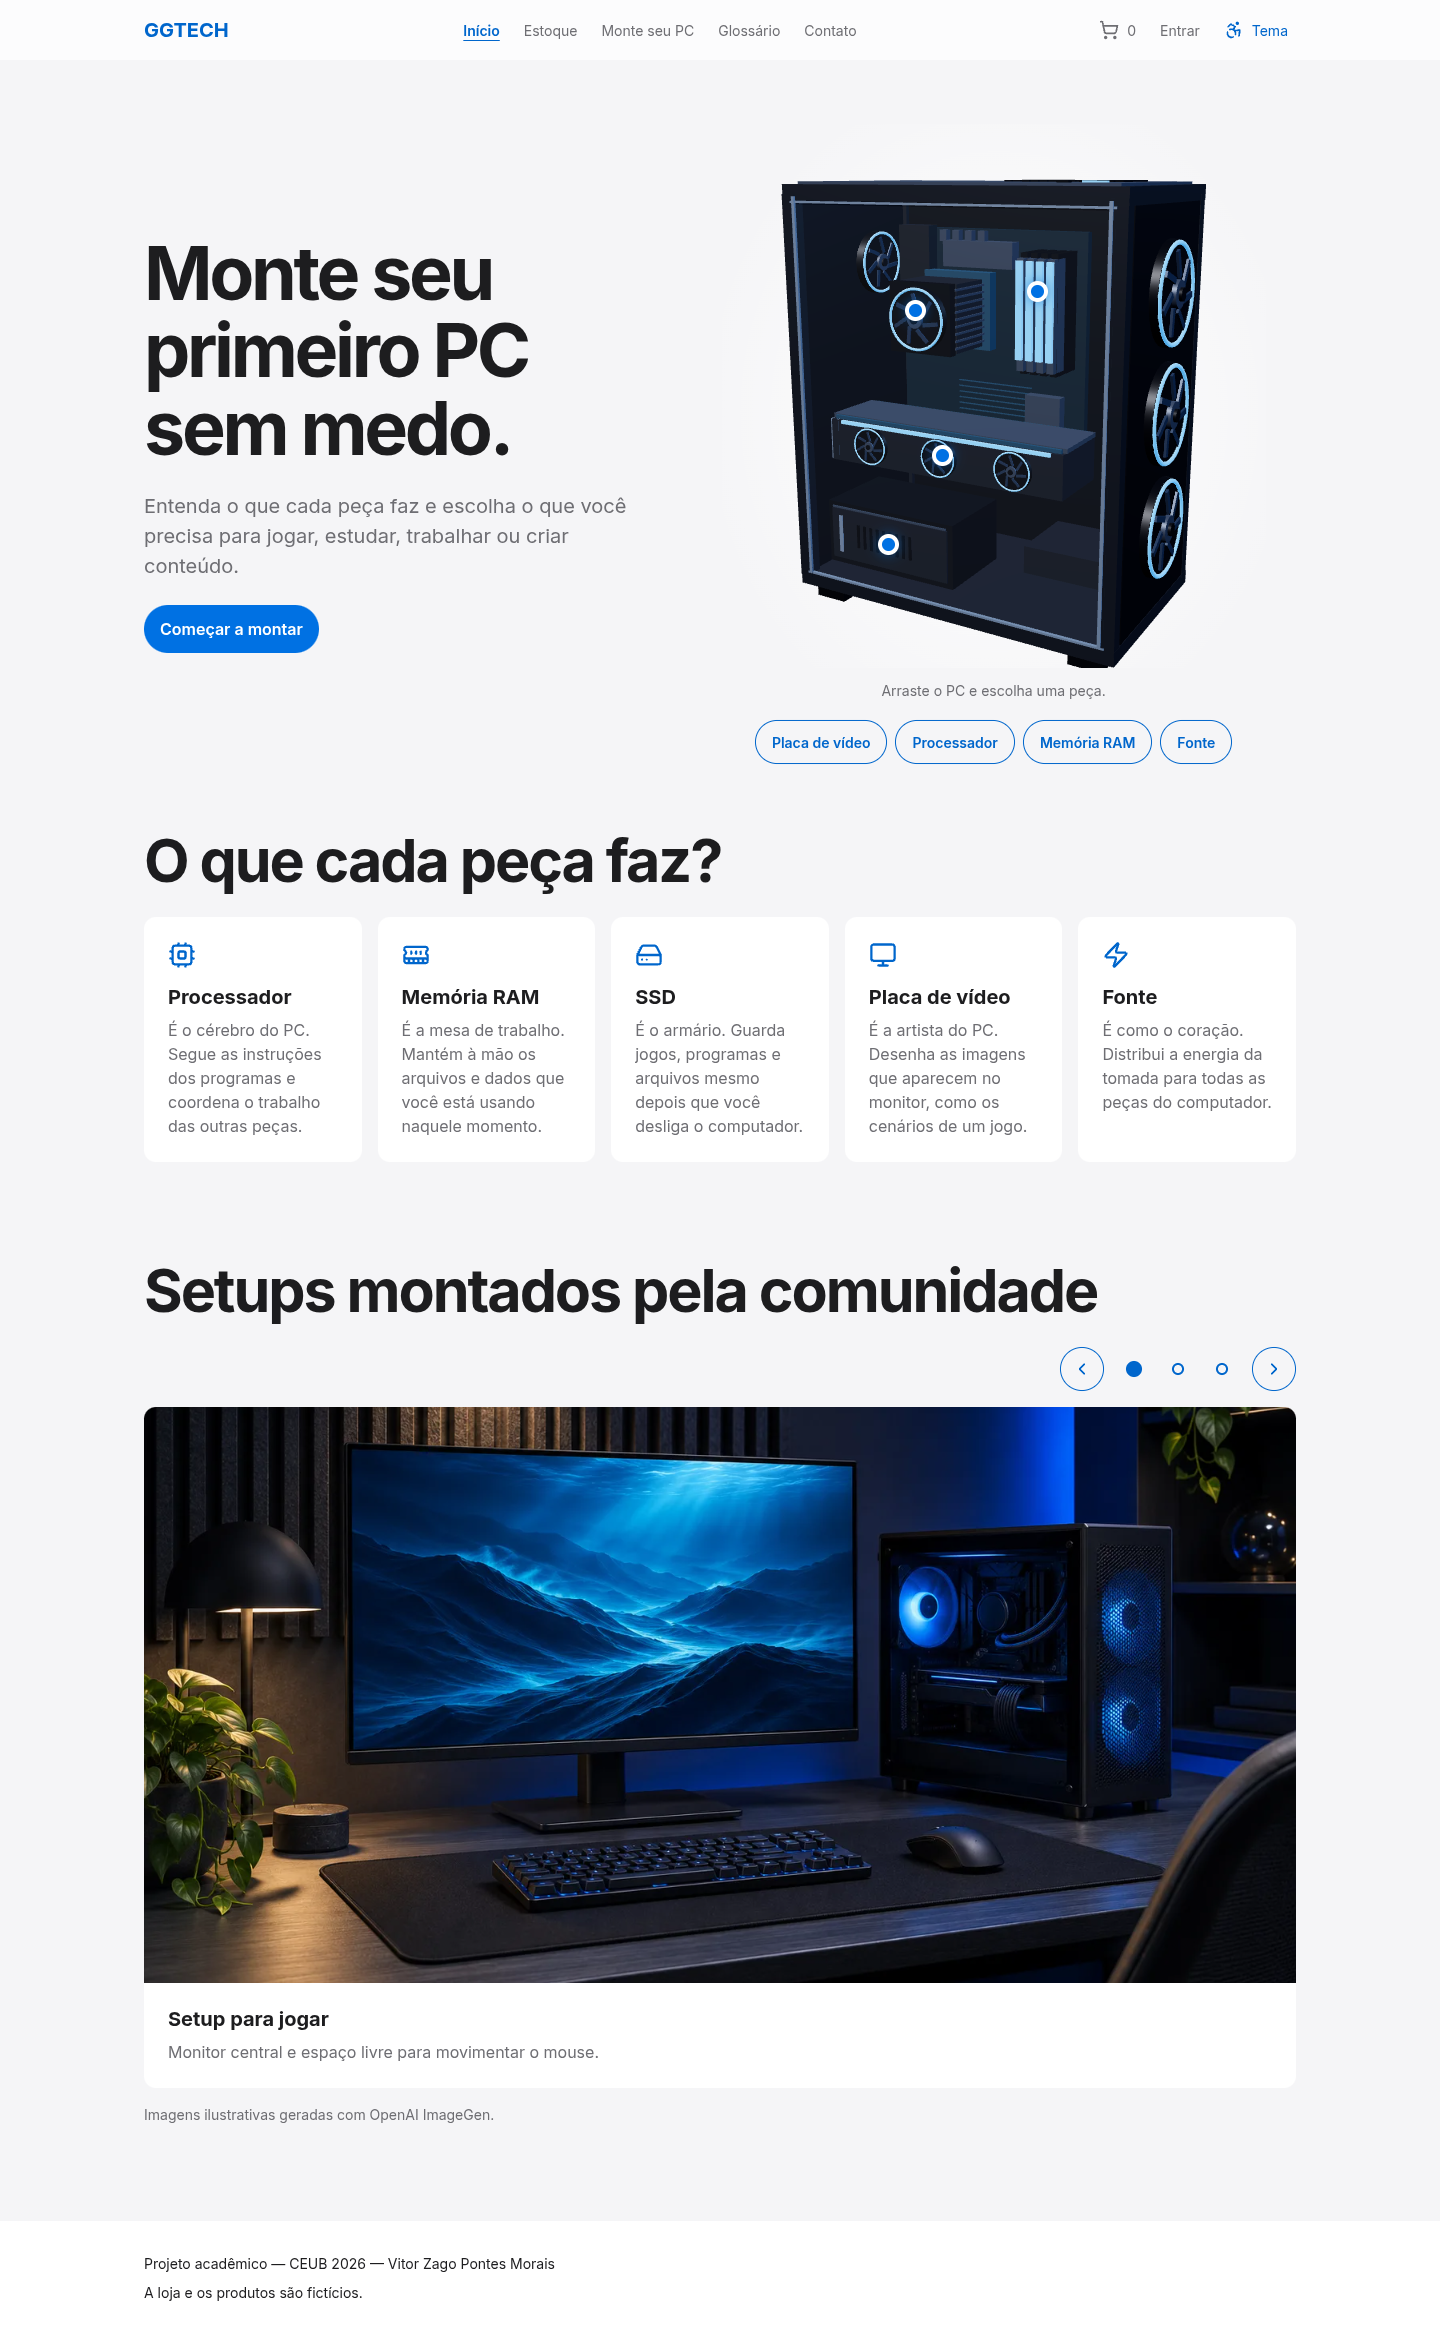 GGTECH
Início Estoque Monte seu PC Glossário Contato
0 Entrar Tema
Monte seu
primeiro PC
sem medo.
Entenda o que cada peça faz e escolha o que você
precisa para jogar, estudar, trabalhar ou criar
conteúdo.
Começar a montar
Arraste o PC e escolha uma peça.
Placa de vídeo Processador Memória RAM Fonte
O que cada peça faz?
Processador
É o cérebro do PC.
Segue as instruções
dos programas e
coordena o trabalho
das outras peças.
Memória RAM
É a mesa de trabalho.
Mantém à mão os
arquivos e dados que
você está usando
naquele momento.
SSD
É o armário. Guarda
jogos, programas e
arquivos mesmo
depois que você
desliga o computador.
Placa de vídeo
É a artista do PC.
Desenha as imagens
que aparecem no
monitor, como os
cenários de um jogo.
Fonte
É como o coração.
Distribui a energia da
tomada para todas as
peças do computador.
Setups montados pela comunidade
Setup para jogar
Monitor central e espaço livre para movimentar o mouse.
Imagens ilustrativas geradas com OpenAI ImageGen.
Projeto acadêmico — CEUB 2026 — Vitor Zago Pontes Morais
A loja e os produtos são fictícios.